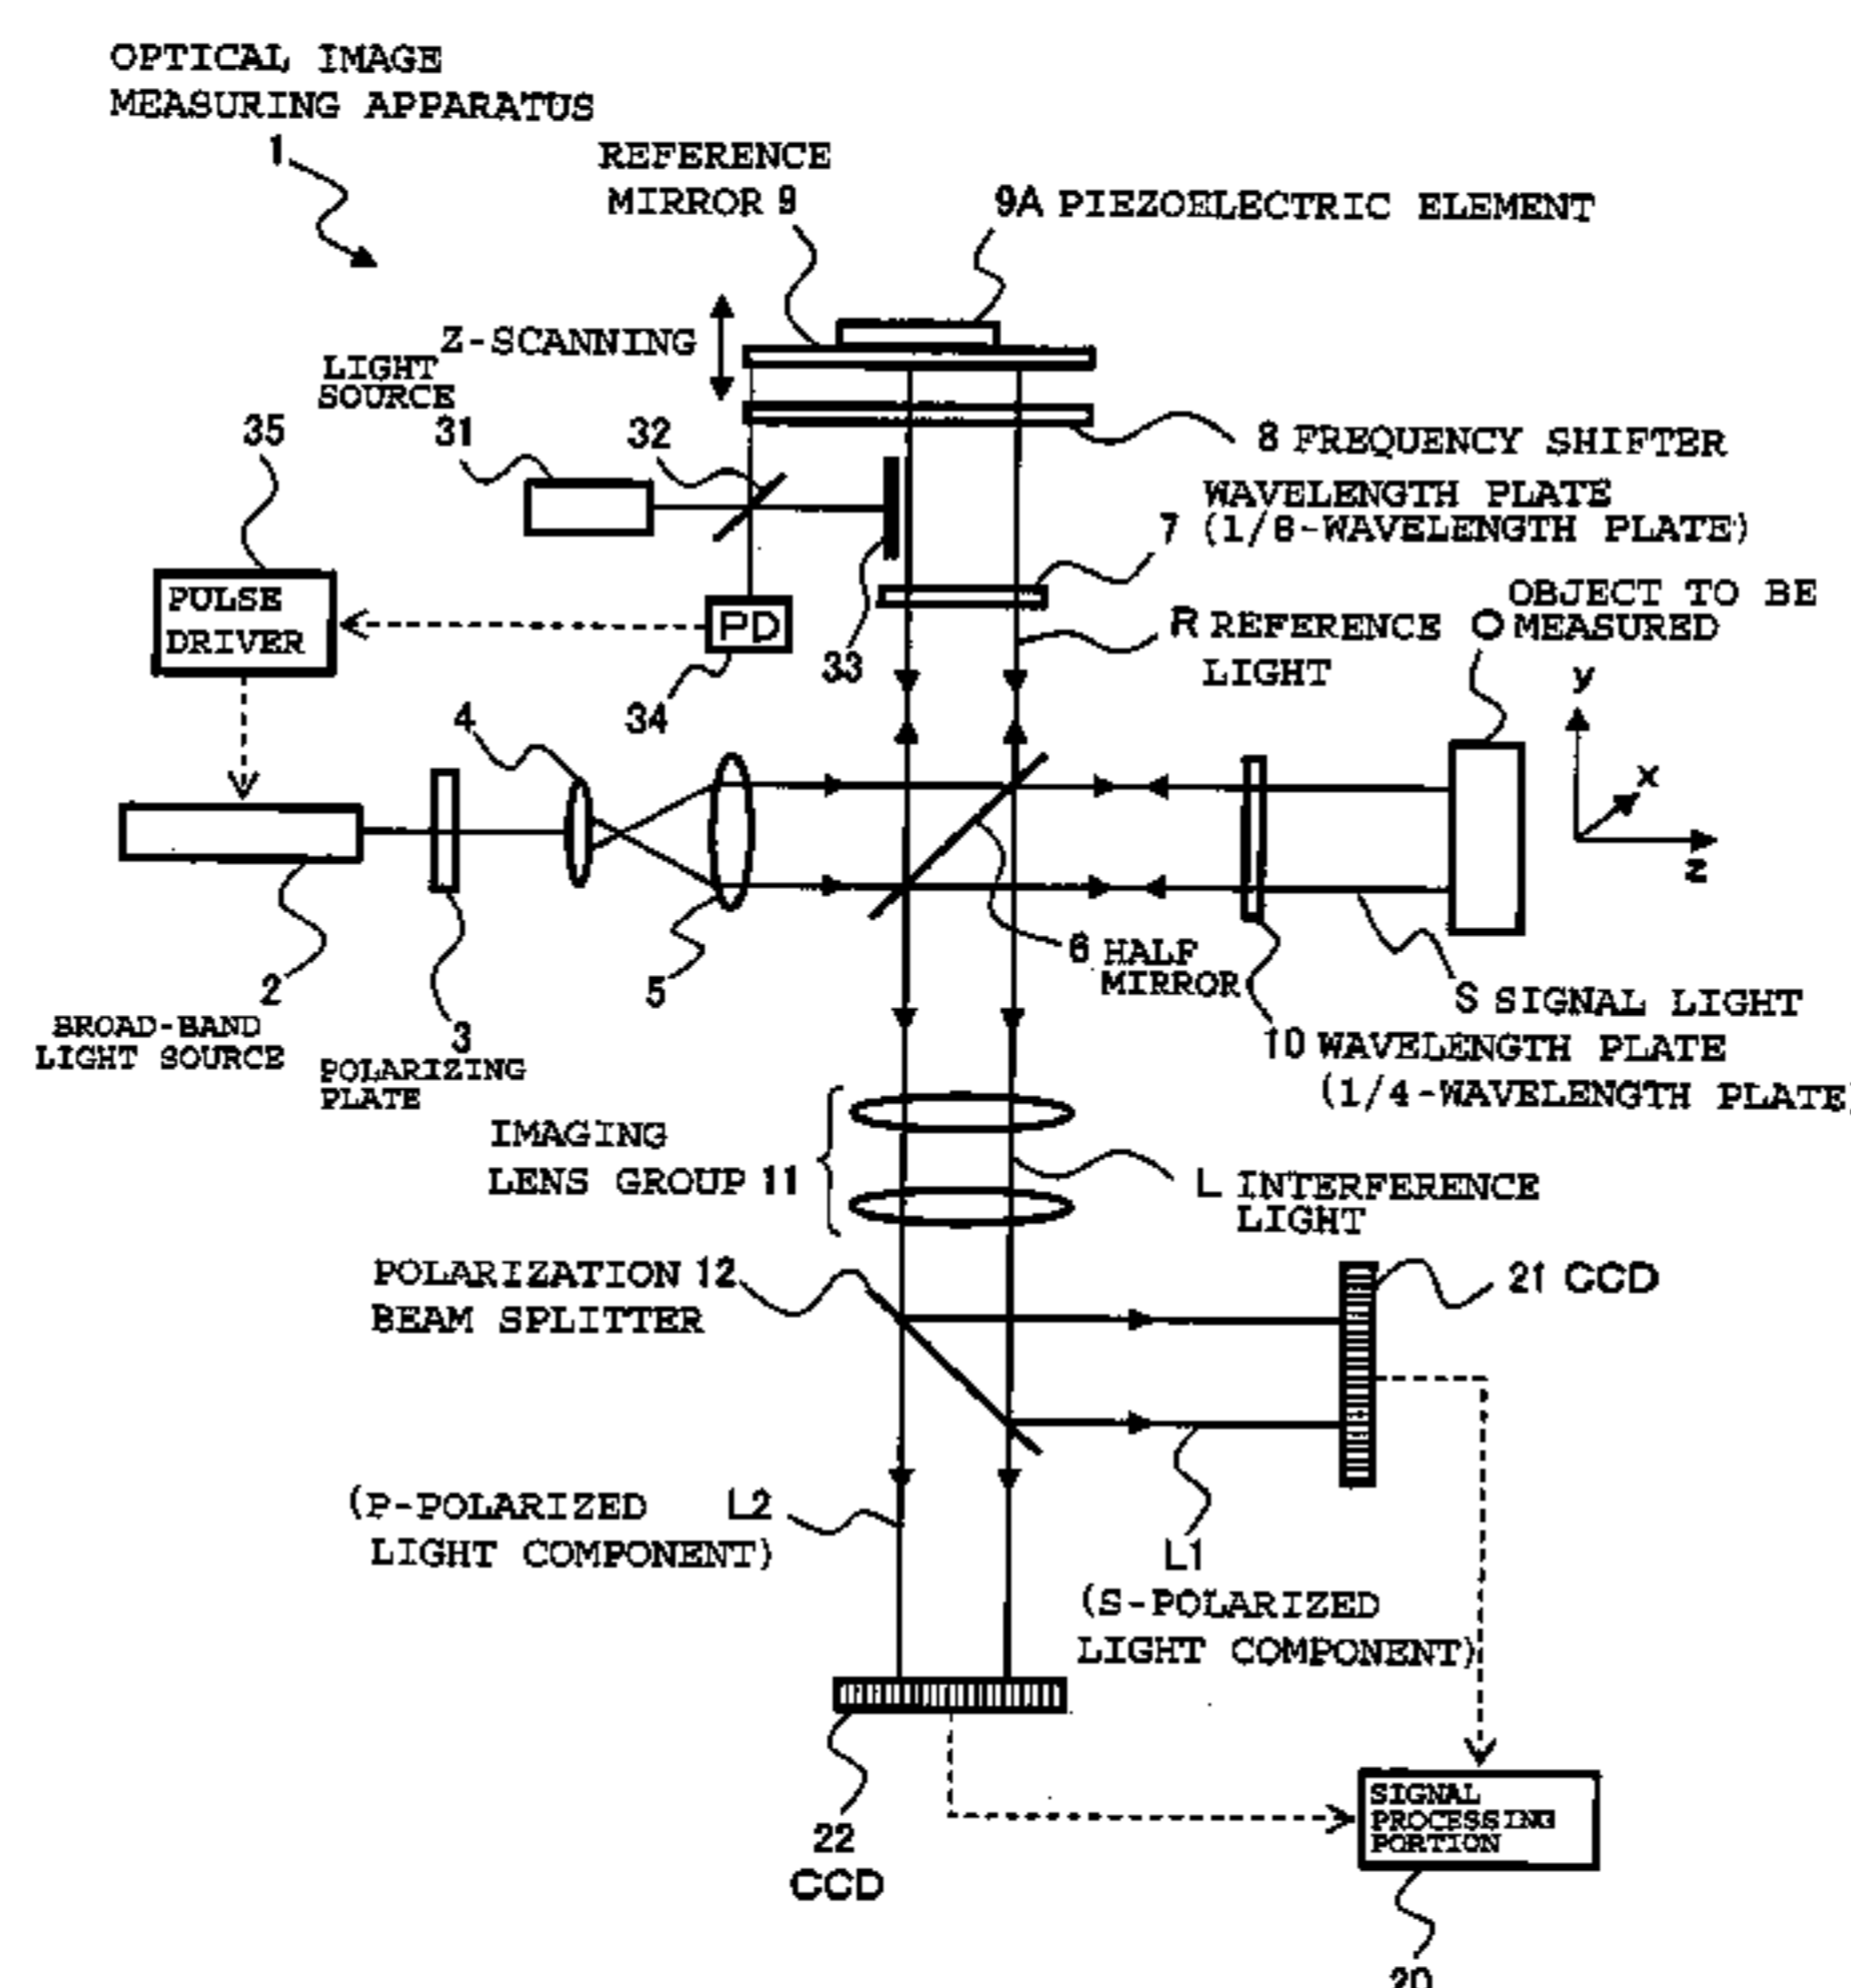 OPTICAL IMAGE
MEASURING APPARATUS
1
REFERENCE
MIRROR 9
9A PIEZOELECTRIC ELEMENT
Z-SCANNING
LIGHT
SOURCE
35
31
32
8 FREQUENCY SHIFTER
WAVELENGTH PLATE
7 (1/8-WAVELENGTH PLATE)
PULSE
DRIVER
PD
33
34
R REFERENCE
LIGHT
O OBJECT TO BE
MEASURED
y
x
z
4
5
6 HALF
MIRROR
2
BROAD-BAND
LIGHT SOURCE
3
POLARIZING
PLATE
S SIGNAL LIGHT
10 WAVELENGTH PLATE
(1/4-WAVELENGTH PLATE)
IMAGING
LENS GROUP 11
L INTERFERENCE
LIGHT
POLARIZATION 12
BEAM SPLITTER
21 CCD
(P-POLARIZED L2
LIGHT COMPONENT)
L1
(S-POLARIZED
LIGHT COMPONENT)
22
CCD
SIGNAL
PROCESSING
PORTION
20